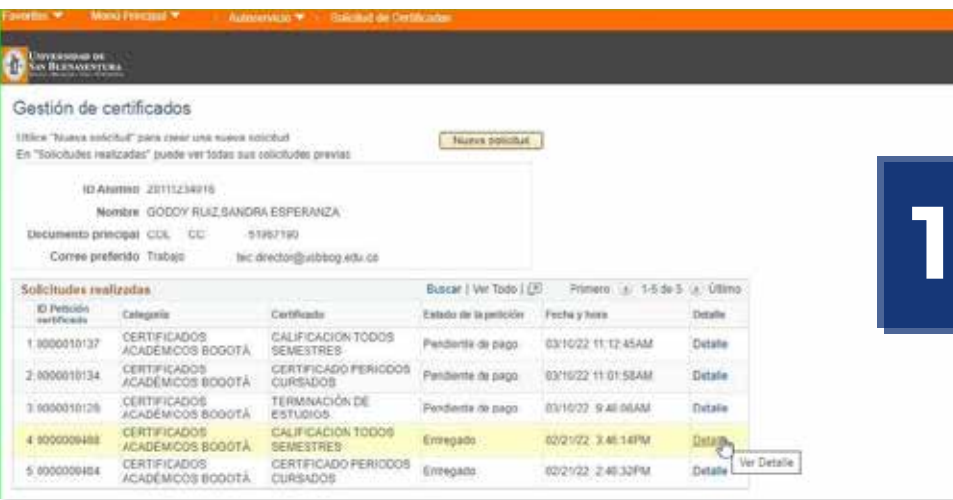 Favoritos Menú Principal Autoservicio Solicitud de Certificados
UNIVERSIDAD DE
SAN BUENAVENTURA
Gestión de certificados
Utilice "Nueva solicitud" para crear una nueva solicitud
Nueva solicitud
En "Solicitudes realizadas" puede ver todas sus solicitudes previas
ID Alumno 20111234016
Nombre GODOY RUIZ,SANDRA ESPERANZA
Documento principal COL CC 51967190
Correo preferido Trabajo tec.director@usbbog.edu.co
1
Solicitudes realizadas Buscar | Ver Todo | Primero 1-5 de 5 Último
ID Petición certificado Categoría Certificado Estado de la petición Fecha y hora Detalle
1 0000010137 CERTIFICADOS ACADÉMICOS BOGOTÁ CALIFICACION TODOS SEMESTRES Pendiente de pago 03/10/22 11:12:45AM Detalle
2 0000010134 CERTIFICADOS ACADÉMICOS BOGOTÁ CERTIFICADO PERIODOS CURSADOS Pendiente de pago 03/10/22 11:01:58AM Detalle
3 CERTIFICADOS ACADÉMICOS BOGOTÁ TERMINACIÓN DE ESTUDIOS Pendiente de pago 03/10/22 Detalle
4 CERTIFICADOS ACADÉMICOS BOGOTÁ CALIFICACION TODOS SEMESTRES Entregado 02/21/22 3:46:14PM Detalle
Ver Detalle
5 CERTIFICADOS ACADÉMICOS BOGOTÁ CERTIFICADO PERIODOS CURSADOS Entregado 02/21/22 2:40:32PM Detalle